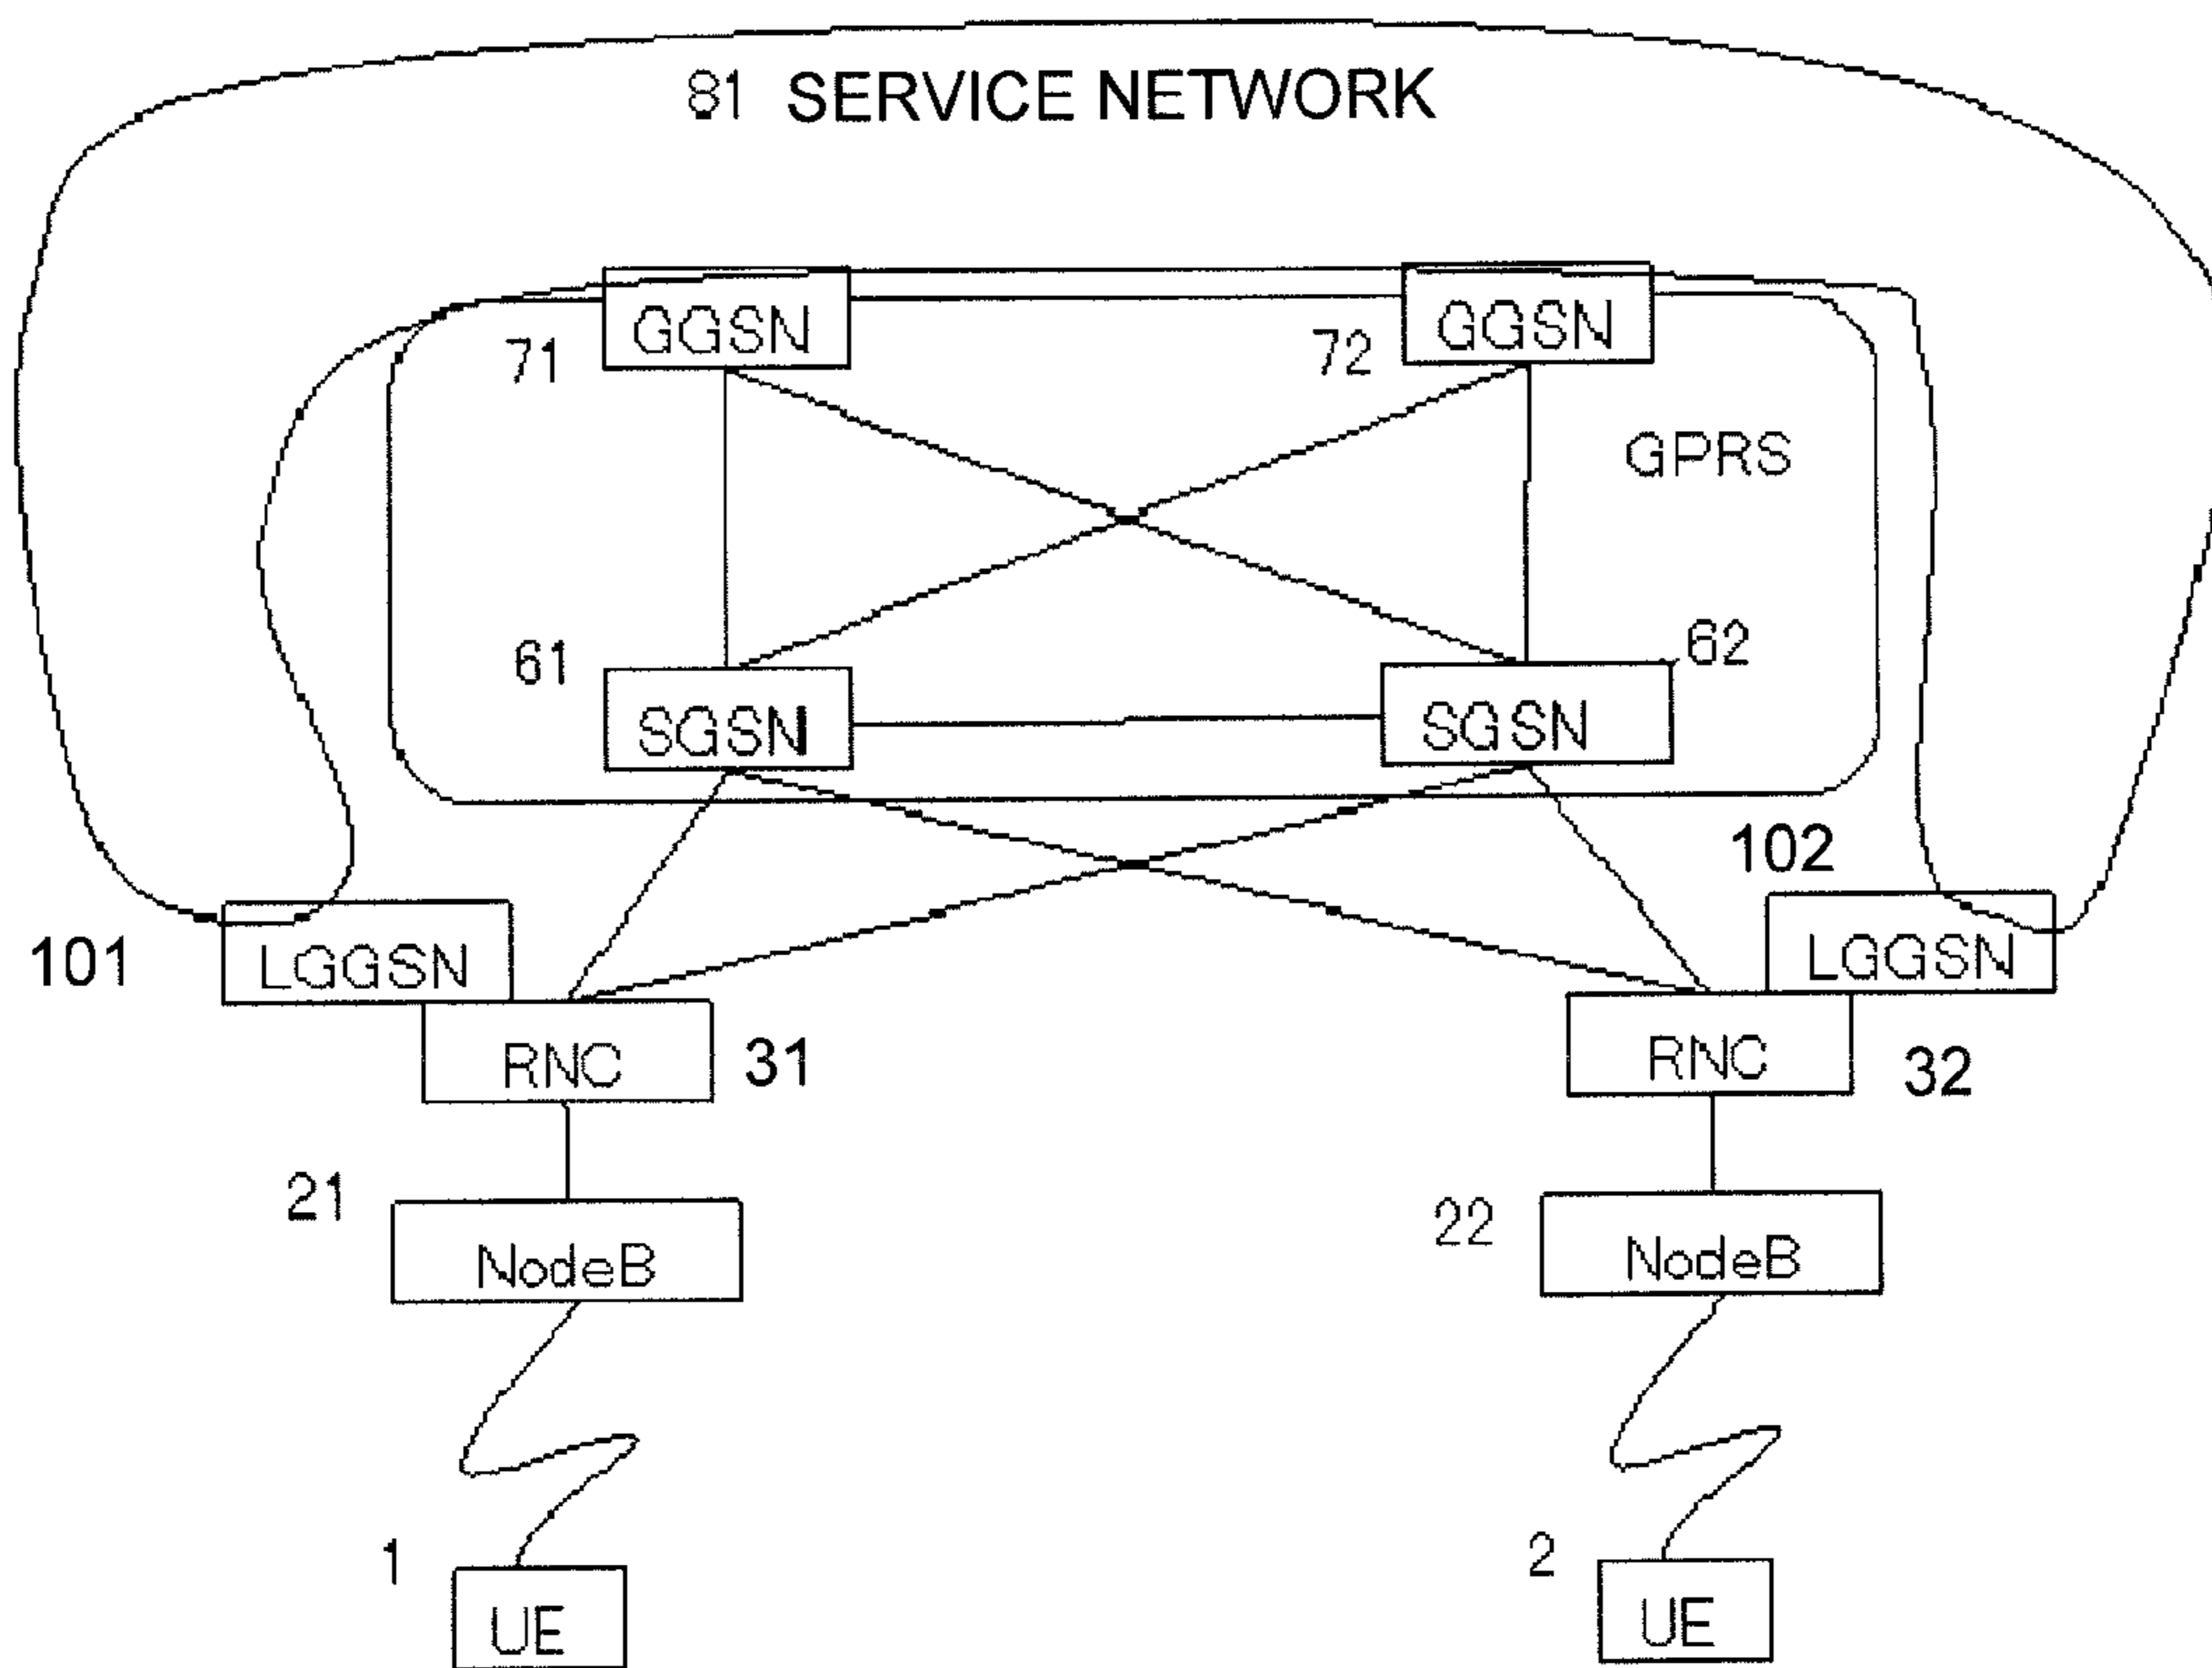 81 SERVICE NETWORK
GGSN
GGSN
71
72
GPRS
61
62
SGSN
SGSN
102
101
LGGSN
LGGSN
RNC
31
RNC
32
21
22
NodeB
NodeB
1
2
UE
UE